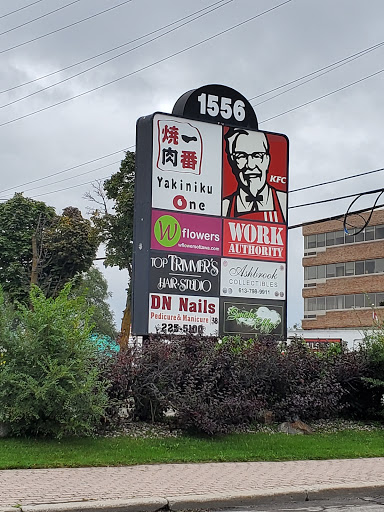 1556
焼肉
一番
Yakiniku
One
KFC
W flowers
WORK
AUTHORITY
TOP TRIMMER'S
HAIR STUDIO
Ashbrook
COLLECTIBLES
DN Nails
Pedicure & Manicure
225-5100